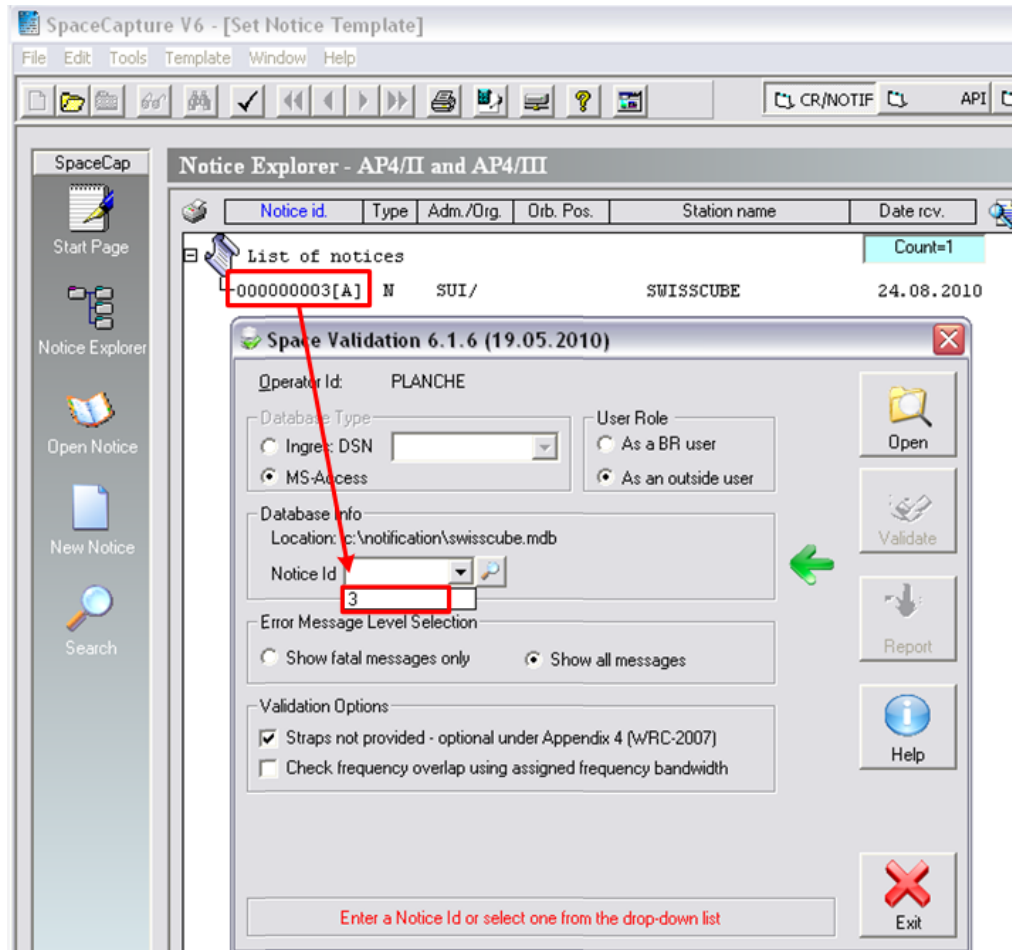 SpaceCapture V6 - [Set Notice Template]
File Edit Tools Template Window Help
CR/NOTIF API
SpaceCap
Notice Explorer - AP4/II and AP4/III
Notice id. Type Adm./Org. Orb. Pos. Station name Date rcv.
Start Page
List of notices Count=1
000000003[A] N SUI/ SWISSCUBE 24.08.2010
Notice Explorer
Space Validation 6.1.6 (19.05.2010)
Operator Id: PLANCHE
Database Type
User Role
Ingres DSN
As a BR user
Open
MS-Access
As an outside user
Open Notice
Database Info
Location: c:\notification\swisscube.mdb
Validate
New Notice
Notice Id
3
Error Message Level Selection
Show fatal messages only Show all messages
Report
Search
Validation Options
Straps not provided - optional under Appendix 4 (WRC-2007)
Help
Check frequency overlap using assigned frequency bandwidth
Enter a Notice Id or select one from the drop-down list
Exit